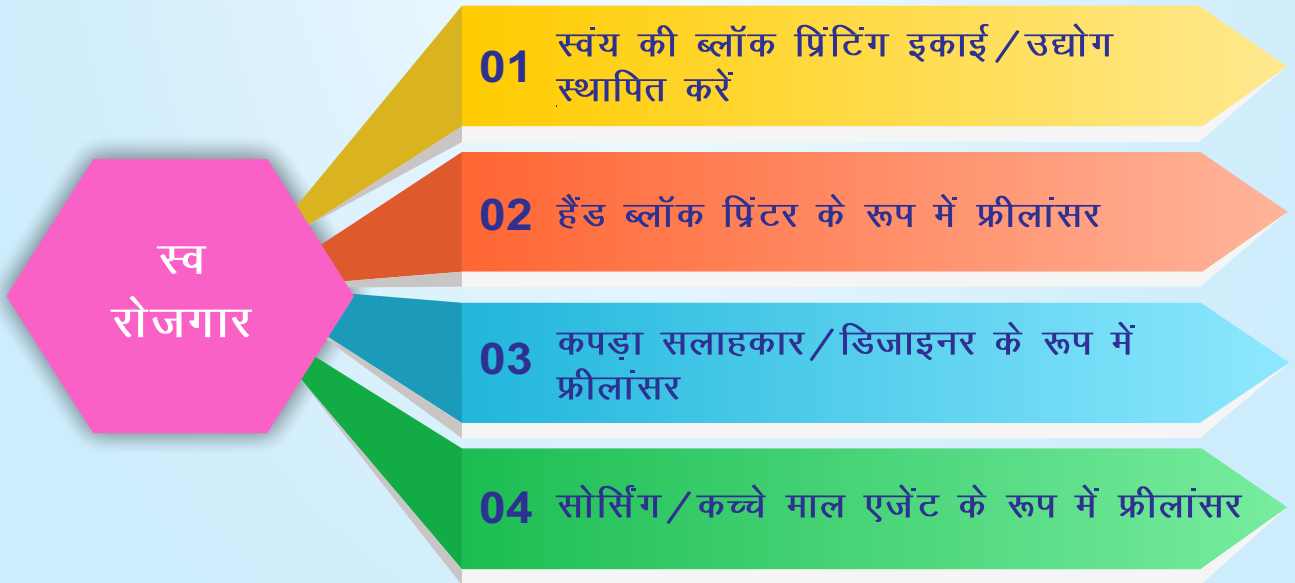 स्व
रोजगार
01 स्वंय की ब्लॉक प्रिंटिंग इकाई/उद्योग
स्थापित करें
02 हैंड ब्लॉक प्रिंटर के रूप में फ्रीलांसर
03 कपड़ा सलाहकार/डिजाइनर के रूप में
फ्रीलांसर
04 सोर्सिंग/कच्चे माल एजेंट के रूप में फ्रीलांसर